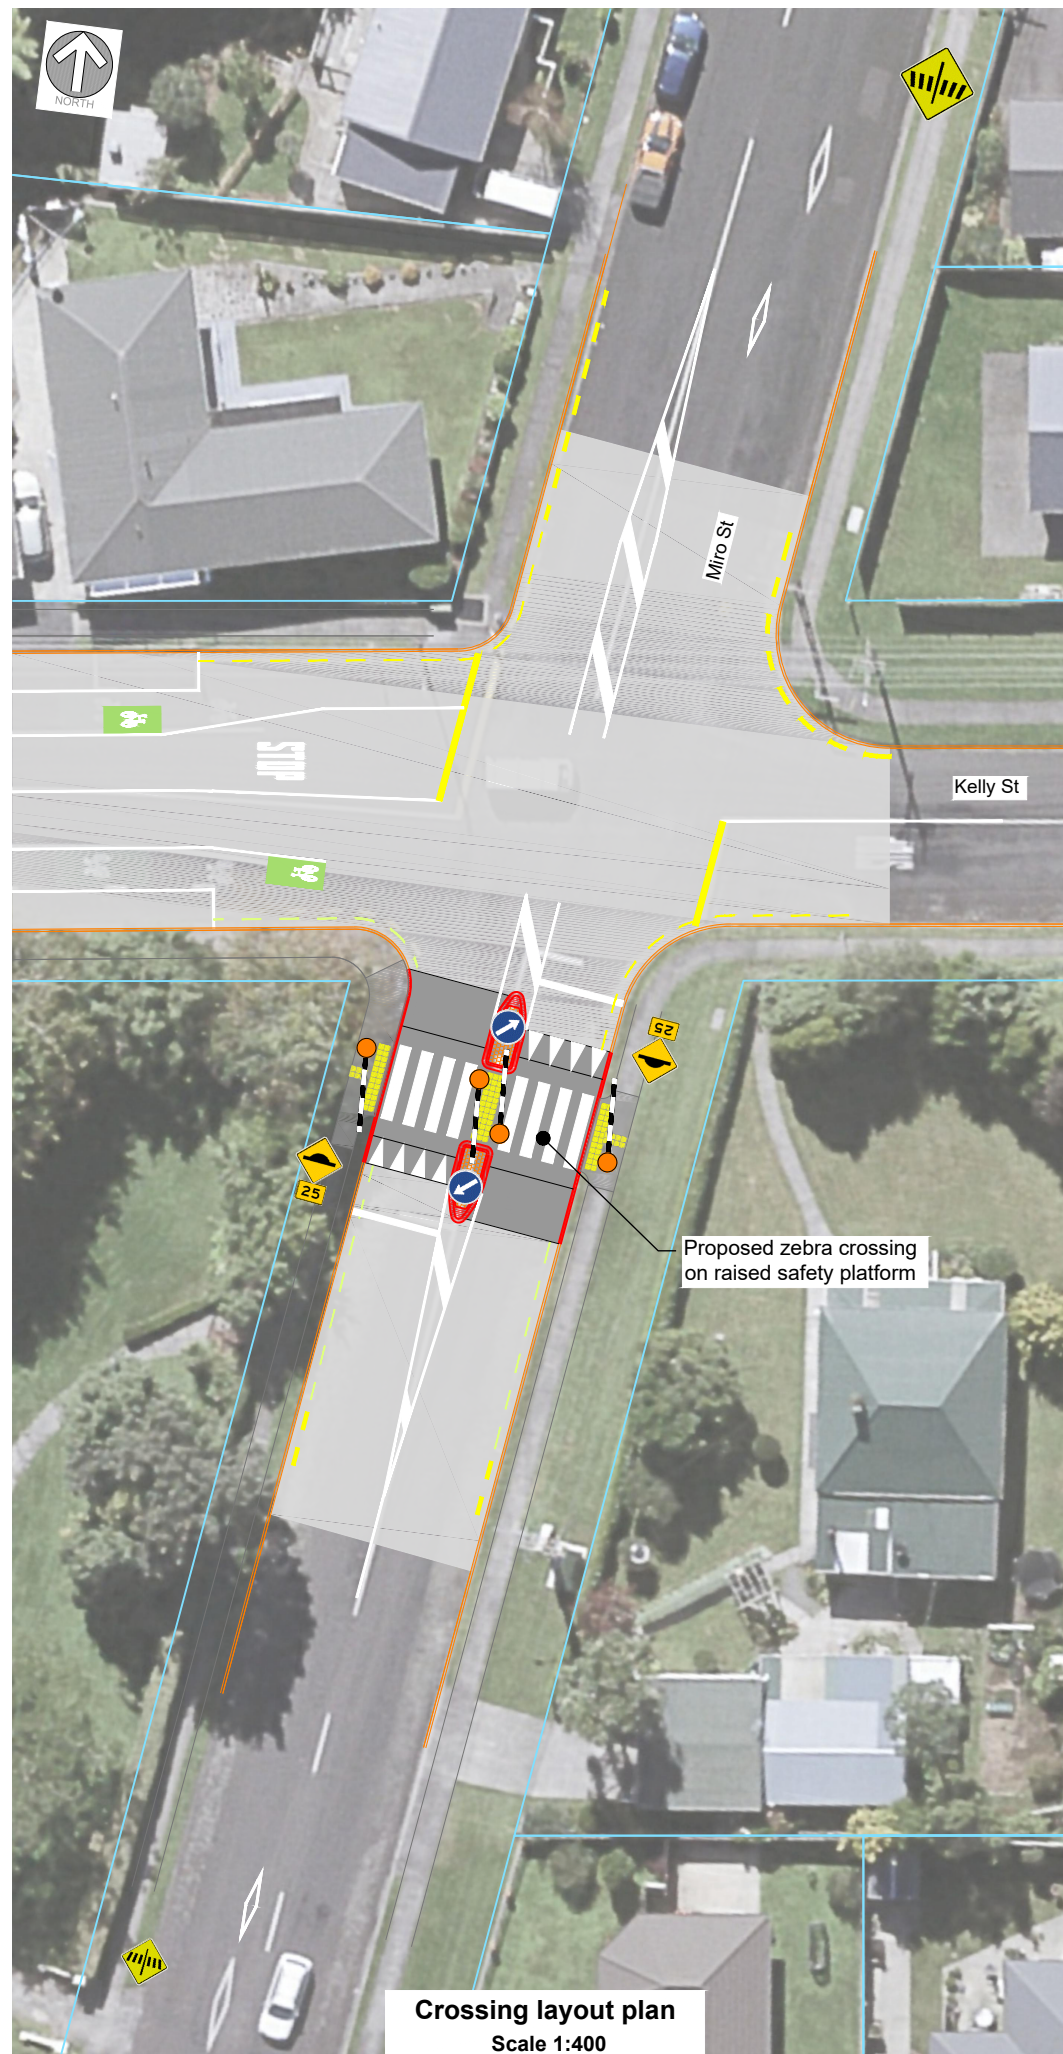 NORTH
Miro St
STOP
Kelly St
25
25
Proposed zebra crossing
on raised safety platform
Crossing layout plan
Scale 1:400